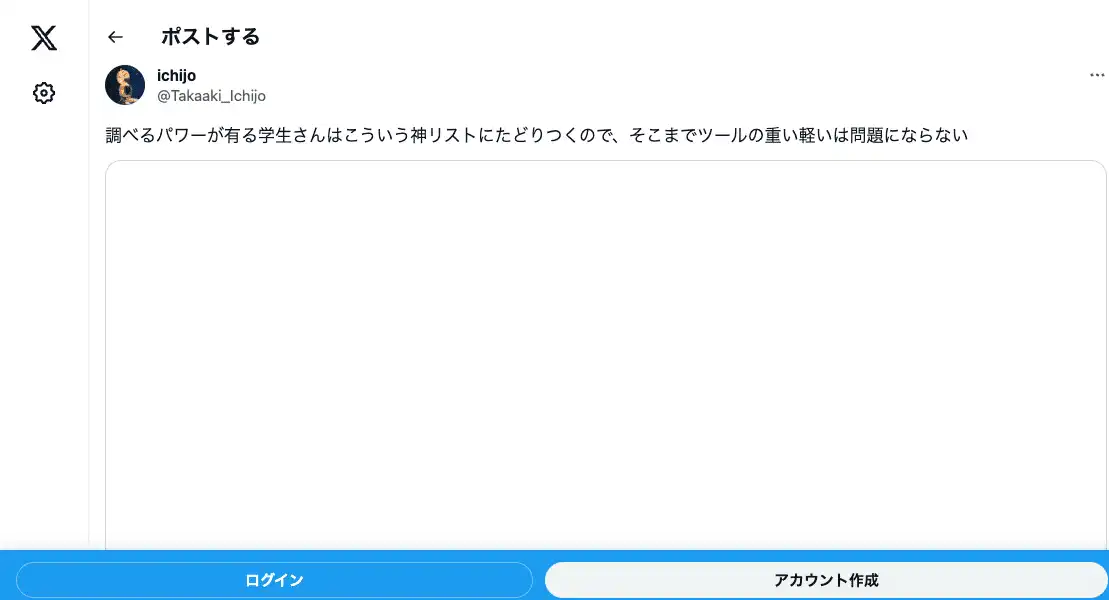 ポストする
ichijo
@Takaaki_Ichijo
調べるパワーが有る学生さんはこういう神リストにたどりつくので、そこまでツールの重い軽いは問題にならない
ログイン
アカウント作成